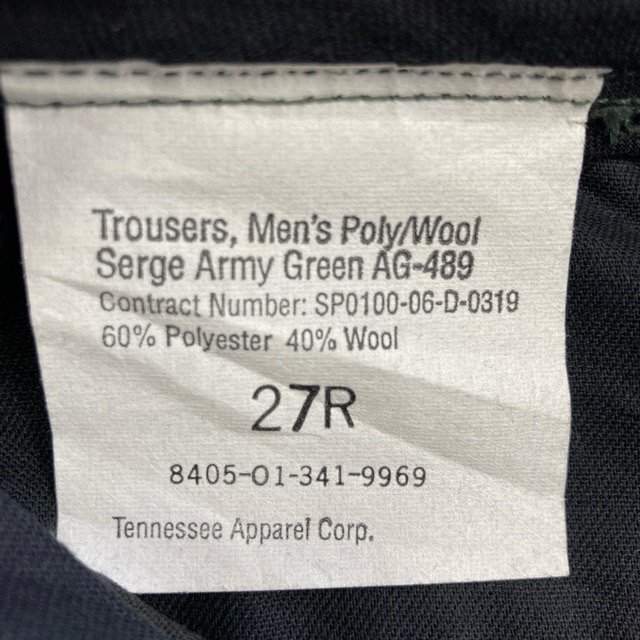 Trousers, Men's Poly/Wool
Serge Army Green AG-489
Contract Number: SP0100-06-D-0319
60% Polyester 40% Wool
27R
8405-01-341-9969
Tennessee Apparel Corp.